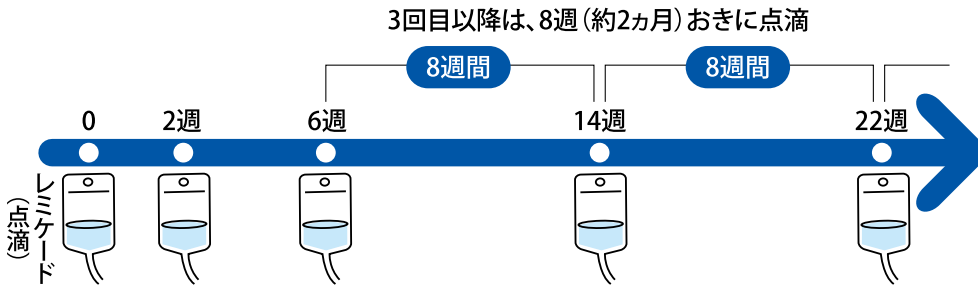 3回目以降は、8週（約2ヵ月）おきに点滴
8週間
8週間
0
2週
6週
14週
22週
レミケード
（点滴）